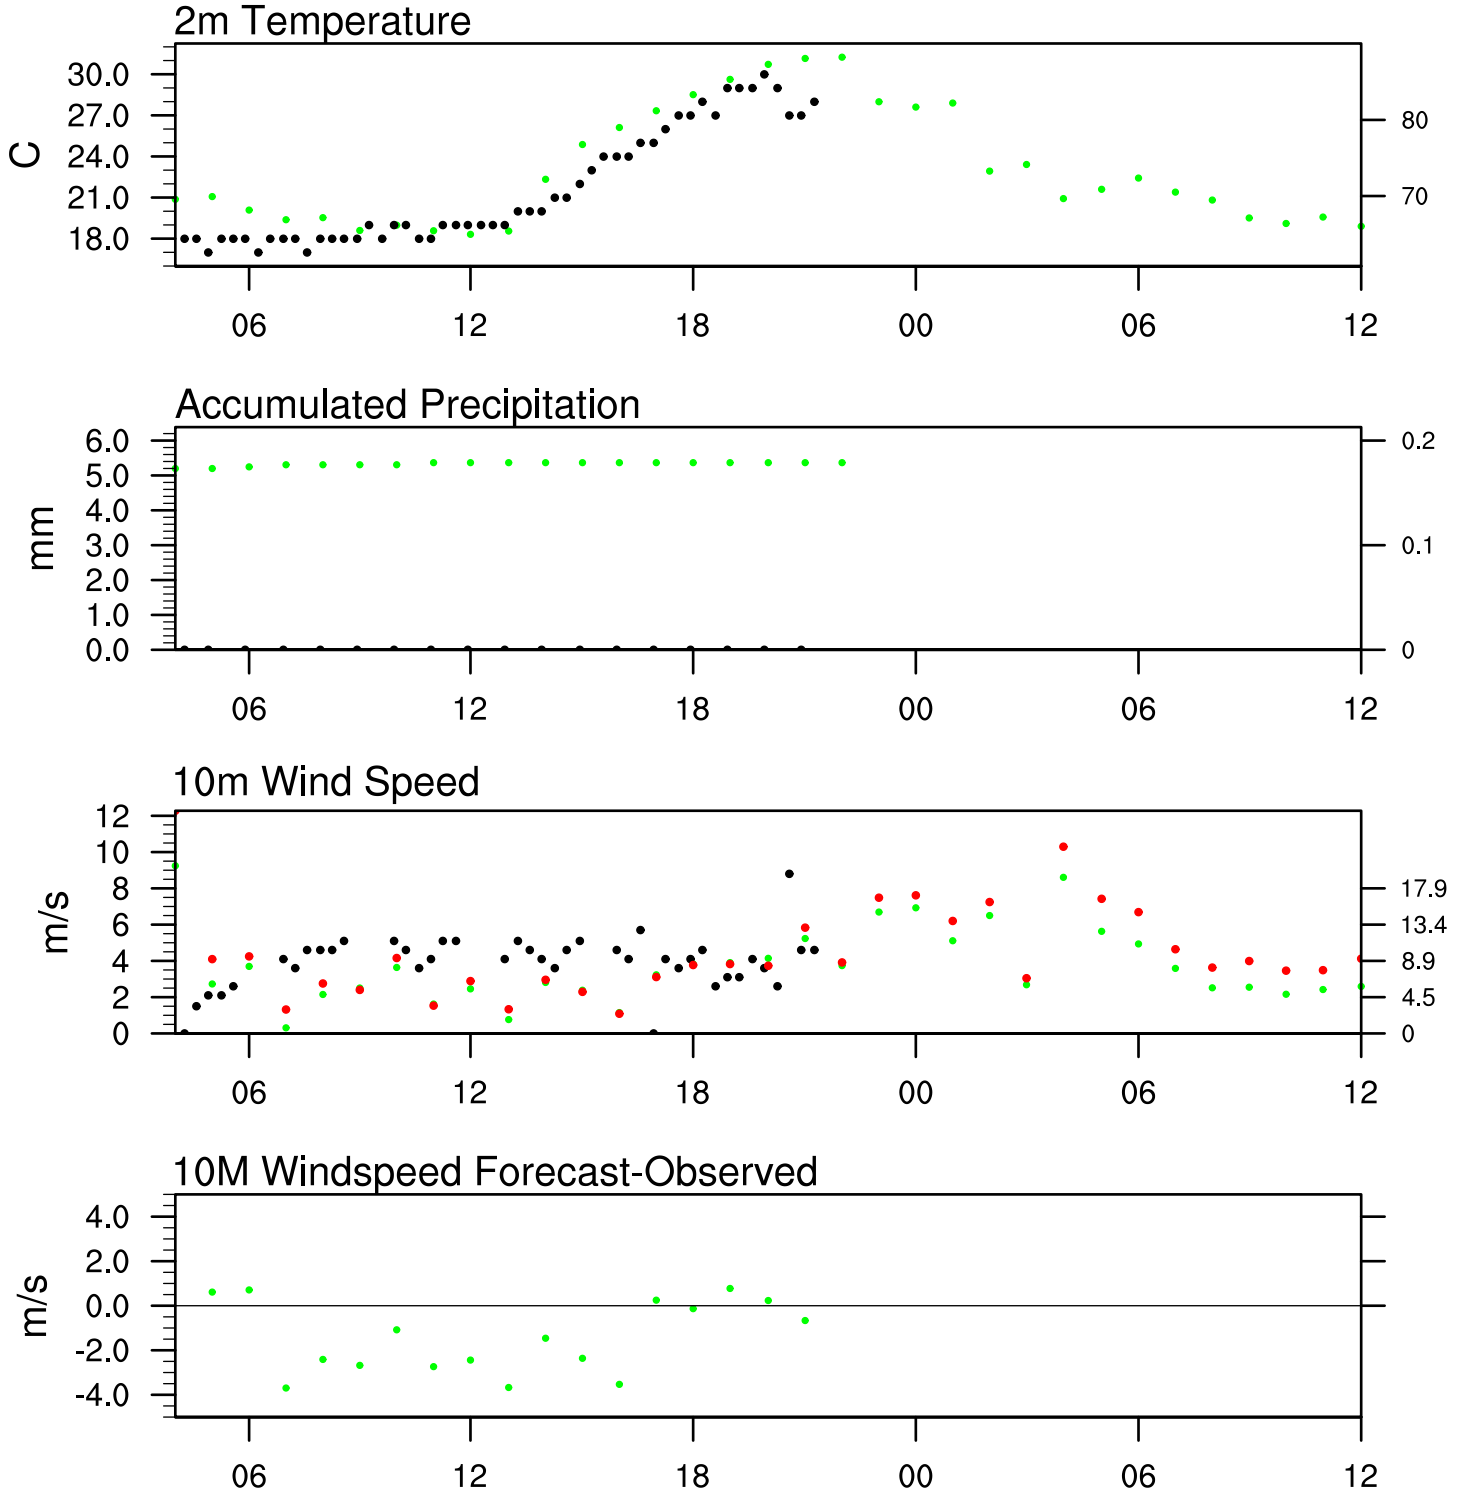 2m Temperature
30.0
27.0
24.0
21.0
18.0
C
80
70
06 12 18 00 06 12
Accumulated Precipitation
6.0
5.0
4.0
3.0
2.0
1.0
0.0
mm
0.2
0.1
0
06 12 18 00 06 12
10m Wind Speed
12
10
8
6
4
2
0
m/s
17.9
13.4
8.9
4.5
0
06 12 18 00 06 12
10M Windspeed Forecast-Observed
4.0
2.0
0.0
-2.0
-4.0
m/s
06 12 18 00 06 12